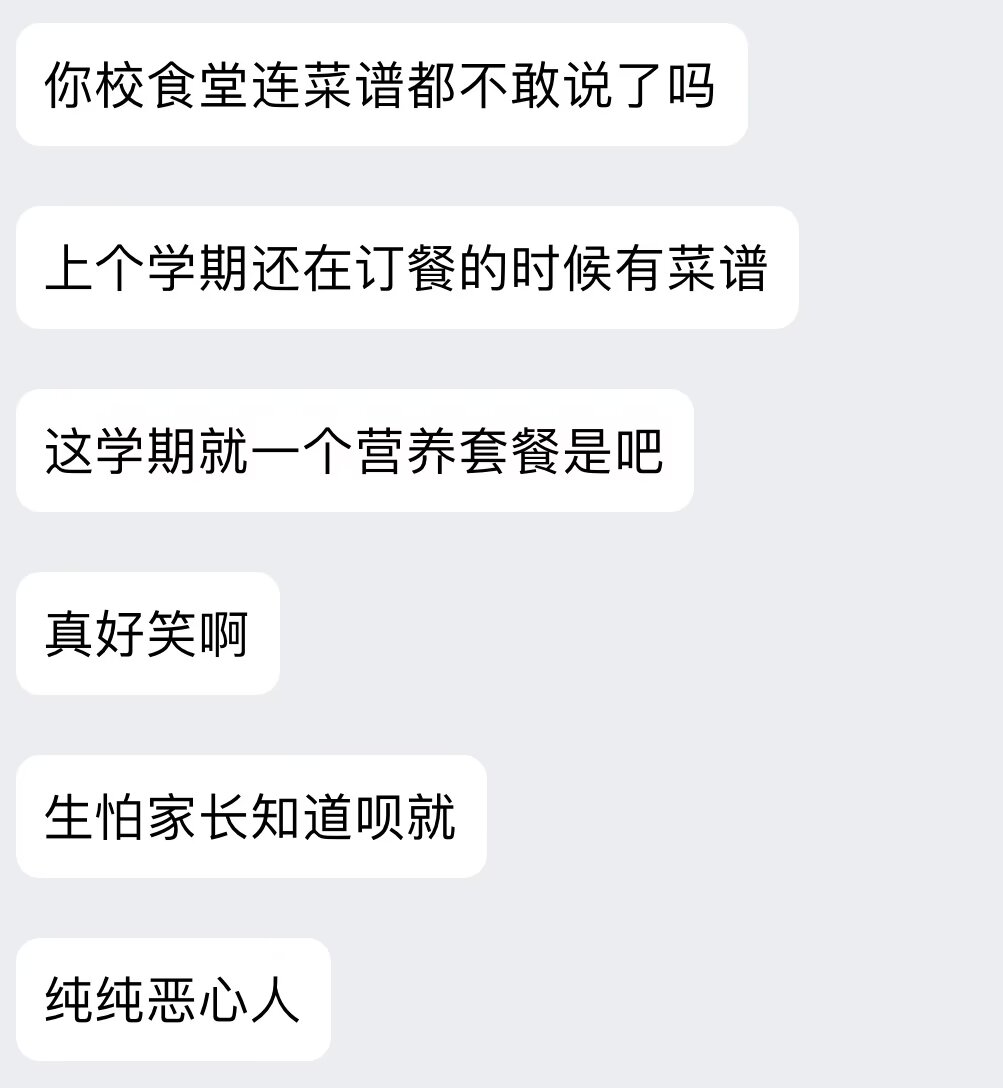 你校食堂连菜谱都不敢说了吗
上个学期还在订餐的时候有菜谱
这学期就一个营养套餐是吧
真好笑啊
生怕家长知道呗就
纯纯恶心人